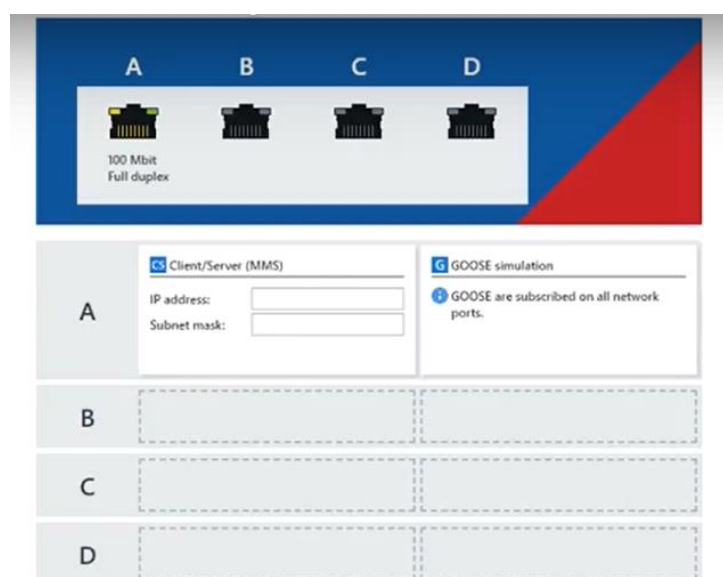 A B C D
100 Mbit
Full duplex
A
CS Client/Server (MMS)
IP address:
Subnet mask:
G GOOSE simulation
i GOOSE are subscribed on all network
ports.
B
C
D